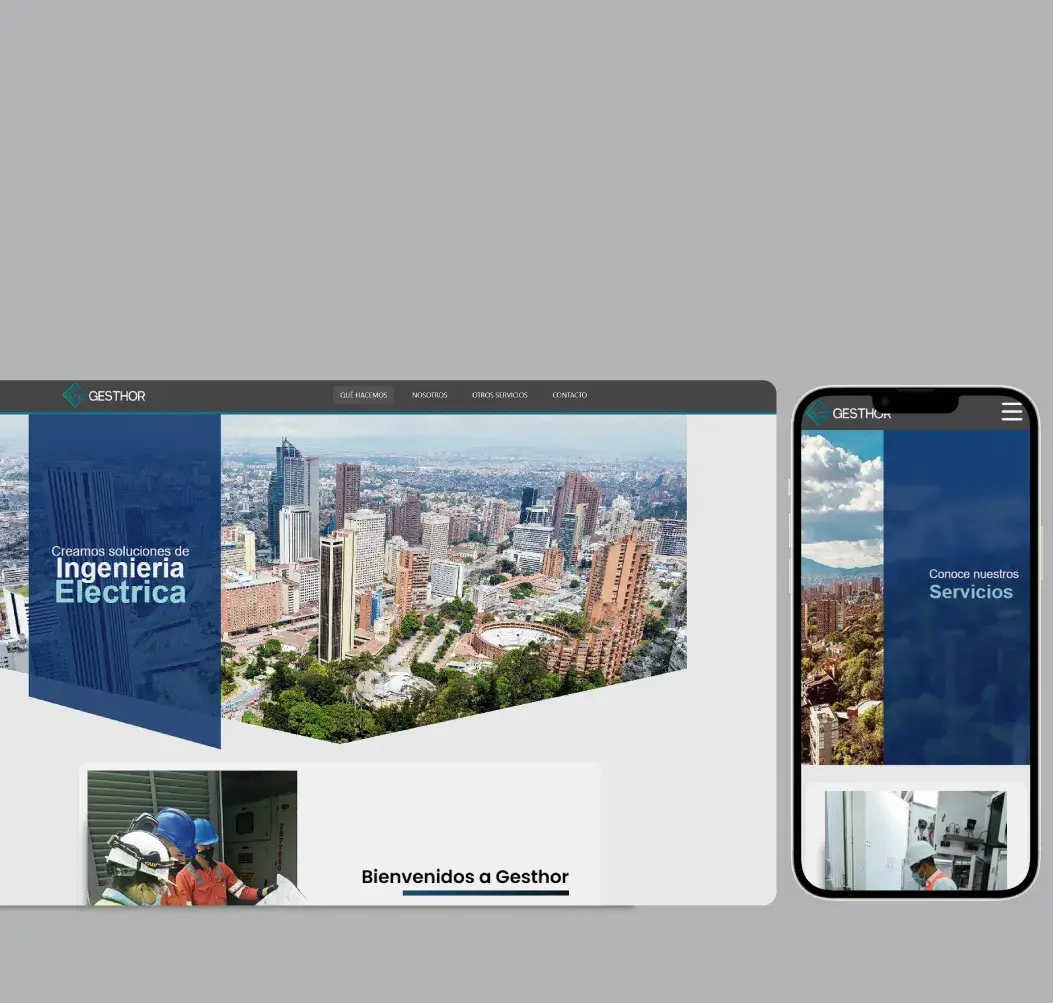 GESTHOR
QUÉ HACEMOS NOSOTROS OTROS SERVICIOS CONTACTO
Creamos soluciones de
Ingenieria
Electrica
Bienvenidos a Gesthor
GESTHOR
Conoce nuestros
Servicios